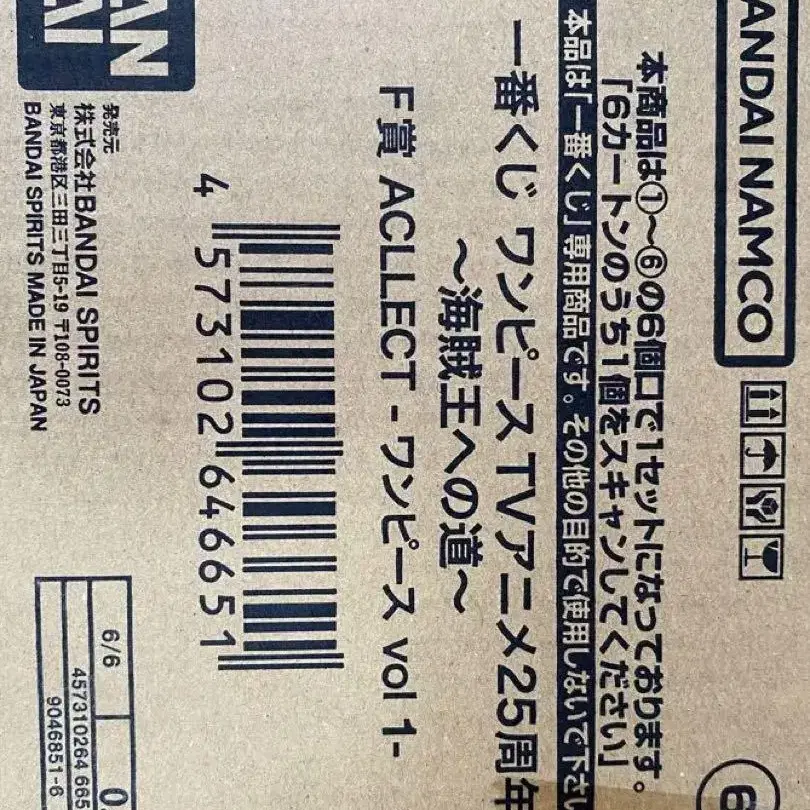 BANDAI NAMCO
本商品は①～⑥の6個口で1セットになっております。
「6カートンのうち1個をスキャンしてください」
本品は「一番くじ」専用商品です。その他の目的で使用しないで下さい
一番くじ ワンピースTVアニメ25周年
～海賊王への道～
F賞 ACLLECT - ワンピース vol 1-
4 573102 646651
発売元
株式会社BANDAI SPIRITS
東京都港区三田三丁目5-19 〒108-0073
BANDAI SPIRITS MADE IN JAPAN
6/6
457310264 665
9046851-6